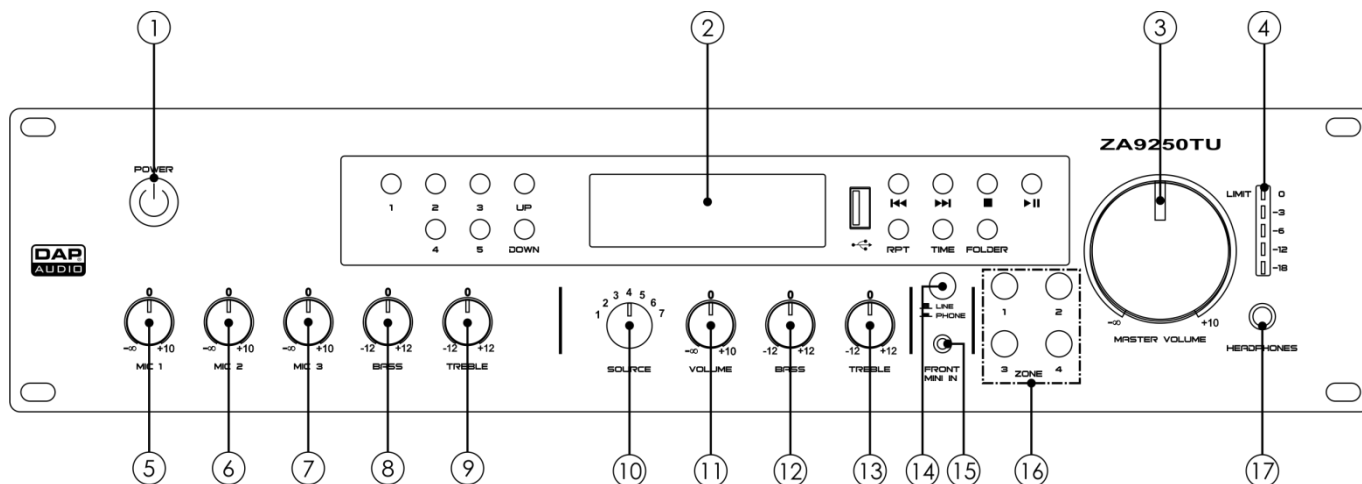 1 2 3 4
ZA9250TU
POWER
1 2 3 UP
4 5 DOWN
RPT TIME FOLDER
LIMIT 0
-3
-6
-12
-18
DAP
AUDIO
0 0 0 0 0
-∞ +10 -∞ +10 -∞ +10 -12 +12 -12 +12
MIC 1 MIC 2 MIC 3 BASS TREBLE
1 2 3 4 5 6 7
SOURCE
0 0 0
-∞ +10 -12 +12 -12 +12
VOLUME BASS TREBLE
LINE
PHONE
FRONT
MINI IN
1 2
3 4
ZONE
-∞ +10
MASTER VOLUME
HEADPHONES
5 6 7 8 9 10 11 12 13 14 15 16 17